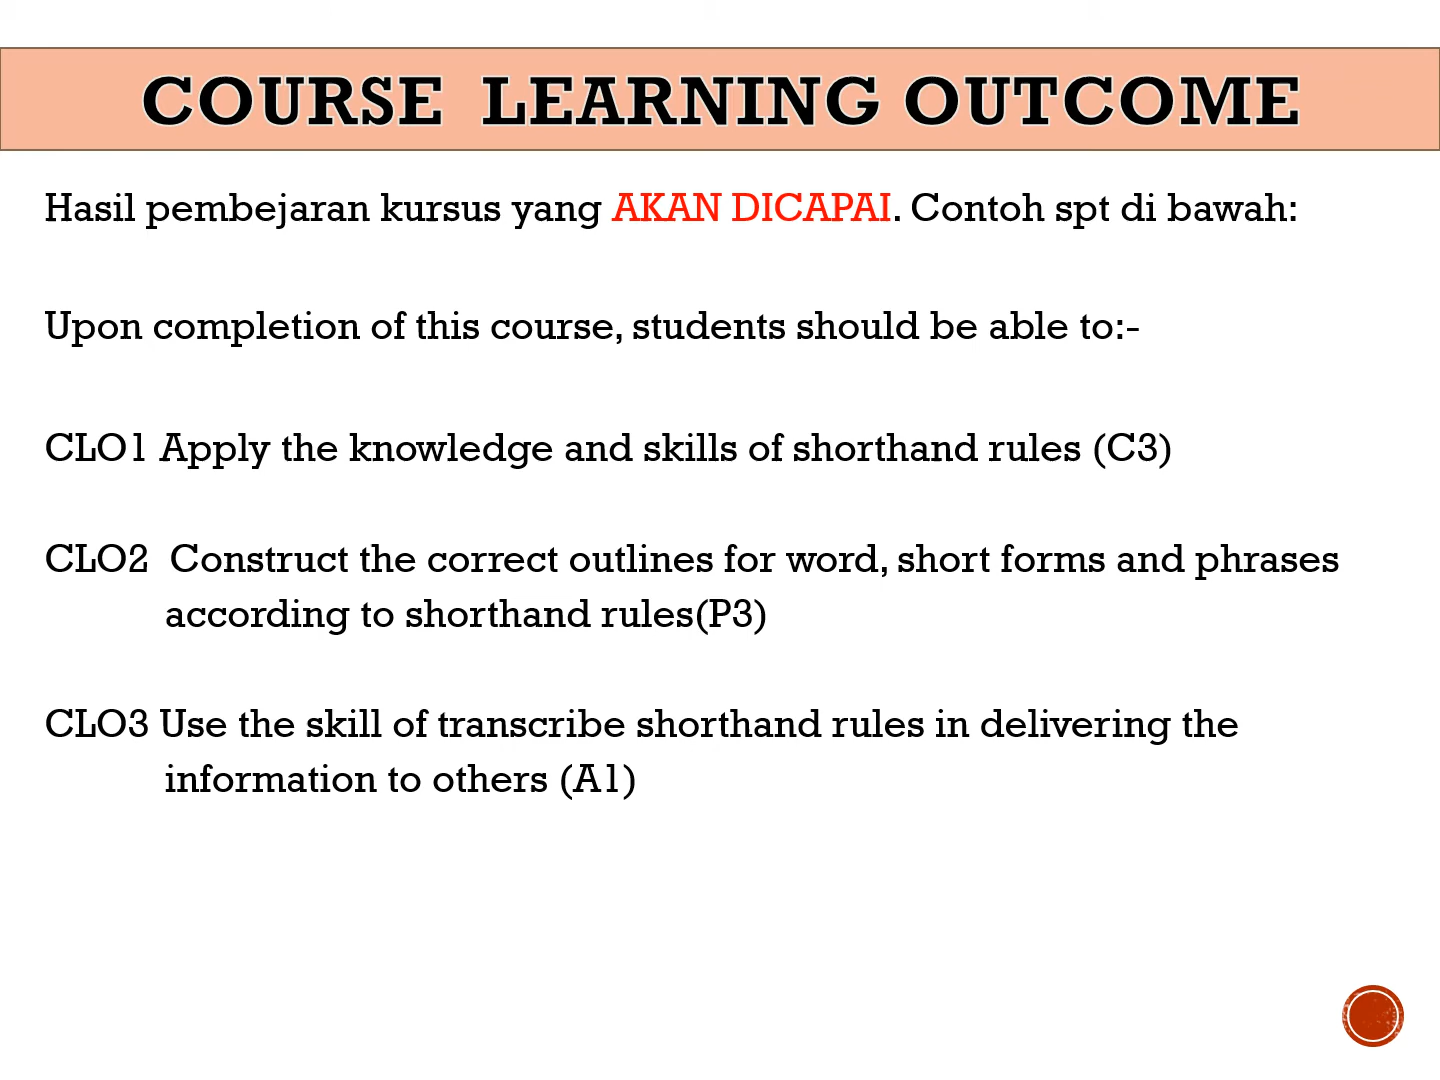 COURSE LEARNING OUTCOME
Hasil pembejaran kursus yang AKAN DICAPAI. Contoh spt di bawah:
Upon completion of this course, students should be able to:-
CLO1 Apply the knowledge and skills of shorthand rules (C3)
CLO2 Construct the correct outlines for word, short forms and phrases
according to shorthand rules(P3)
CLO3 Use the skill of transcribe shorthand rules in delivering the
information to others (A1)